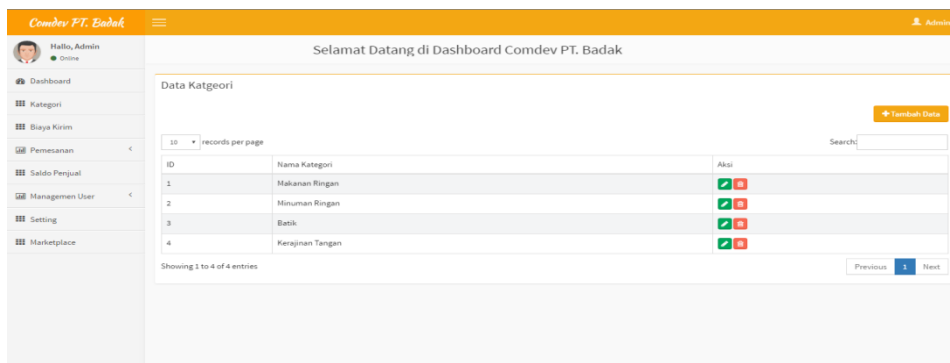 Comdev PT. Badak
Admin
Hallo, Admin
Online
Selamat Datang di Dashboard Comdev PT. Badak
Dashboard
Kategori
Biaya Kirim
Pemesanan
Saldo Penjual
Managemen User
Setting
Marketplace
Data Katgeori
+Tambah Data
10 records per page
Search:
ID Nama Kategori Aksi
1 Makanan Ringan
2 Minuman Ringan
3 Batik
4 Kerajinan Tangan
Showing 1 to 4 of 4 entries
Previous 1 Next